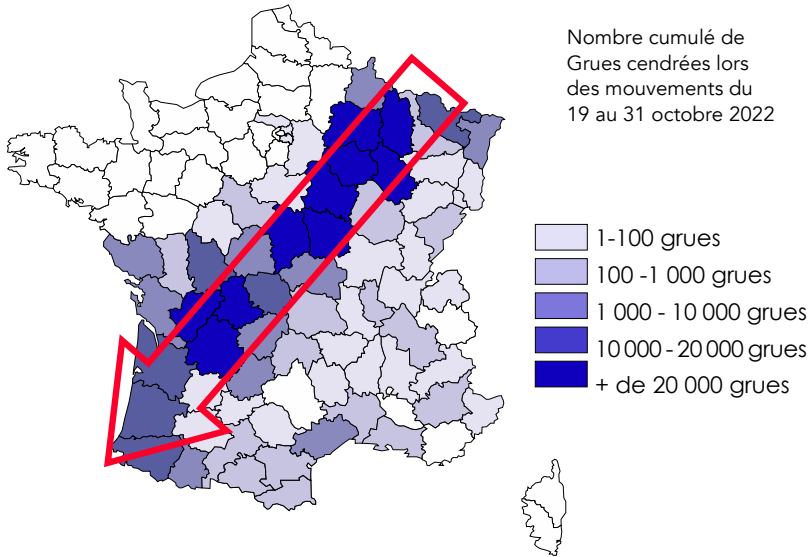 Nombre cumulé de
Grues cendrées lors
des mouvements du
19 au 31 octobre 2022
1-100 grues
100 -1 000 grues
1 000 - 10 000 grues
10 000 - 20 000 grues
+ de 20 000 grues